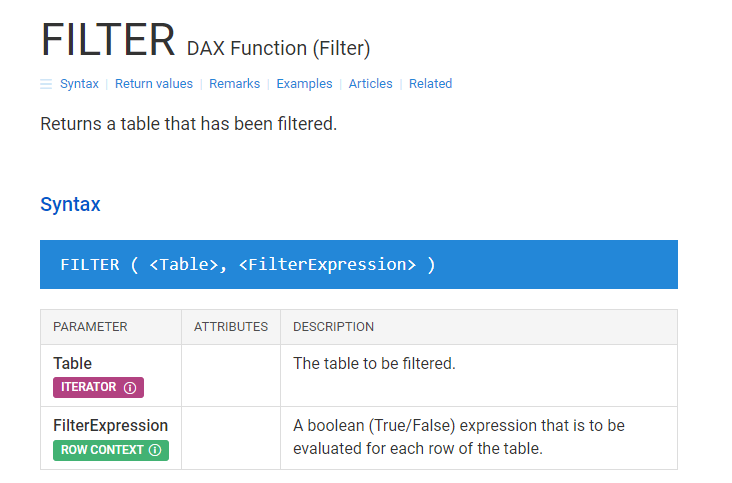 FILTER DAX Function (Filter)
Syntax | Return values | Remarks | Examples | Articles | Related
Returns a table that has been filtered.
Syntax
FILTER ( <Table>, <FilterExpression> )
PARAMETER ATTRIBUTES DESCRIPTION
Table The table to be filtered.
ITERATOR
FilterExpression A boolean (True/False) expression that is to be
ROW CONTEXT evaluated for each row of the table.